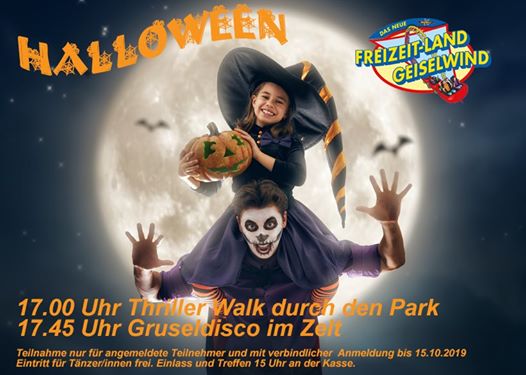 HALLOWEEN
DAS NEUE
FREIZEIT-LAND
GEISELWIND
17.00 Uhr Thriller Walk durch den Park
17.45 Uhr Gruseldisco im Zelt
Teilnahme nur für angemeldete Teilnehmer und mit verbindlicher Anmeldung bis 15.10.2019
Eintritt für Tänzer/innen frei. Einlass und Treffen 15 Uhr an der Kasse.